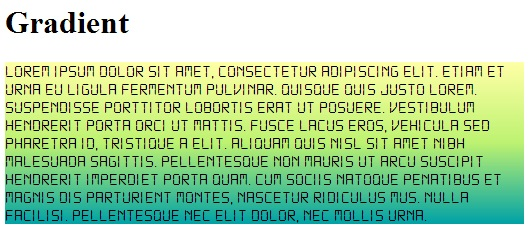 Gradient
LOREM IPSUM DOLOR SIT AMET, CONSECTETUR ADIPISCING ELIT. ETIAM ET
URNA EU LIGULA FERMENTUM PULVINAR. QUISQUE QUIS JUSTO LOREM.
SUSPENDISSE PORTTITOR LOBORTIS ERAT UT POSUERE. VESTIBULUM
HENDRERIT PORTA ORCI UT MATTIS. FUSCE LACUS EROS, VEHICULA SED
PHARETRA ID, TRISTIQUE A ELIT. ALIQUAM QUIS NISL SIT AMET NIBH
MALESUADA SAGITTIS. PELLENTESQUE NON MAURIS UT ARCU SUSCIPIT
HENDRERIT IMPERDIET PORTA QUAM. CUM SOCIIS NATOQUE PENATIBUS ET
MAGNIS DIS PARTURIENT MONTES, NASCETUR RIDICULUS MUS. NULLA
FACILISI. PELLENTESQUE NEC ELIT DOLOR, NEC MOLLIS URNA.